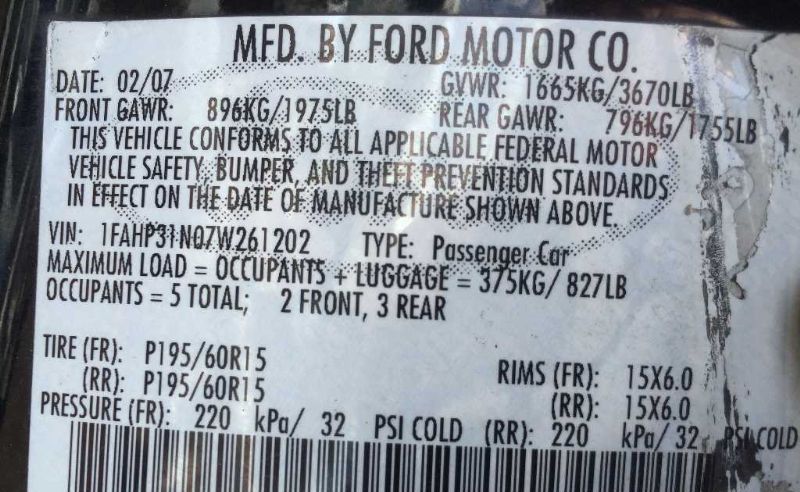 MFD. BY FORD MOTOR CO.
DATE: 02/07 GVWR: 1665KG/3670LB
FRONT GAWR: 896KG/1975LB REAR GAWR: 796KG/1755LB
THIS VEHICLE CONFORMS TO ALL APPLICABLE FEDERAL MOTOR
VEHICLE SAFETY, BUMPER, AND THEFT PREVENTION STANDARDS
IN EFFECT ON THE DATE OF MANUFACTURE SHOWN ABOVE.
VIN: 1FAHP31N07W261202 TYPE: Passenger Car
MAXIMUM LOAD = OCCUPANTS + LUGGAGE = 375KG/ 827LB
OCCUPANTS = 5 TOTAL; 2 FRONT, 3 REAR
TIRE (FR): P195/60R15 RIMS (FR): 15X6.0
(RR): P195/60R15 (RR): 15X6.0
PRESSURE (FR): 220 kPa/ 32 PSI COLD (RR): 220 kPa/ 32 PSI COLD